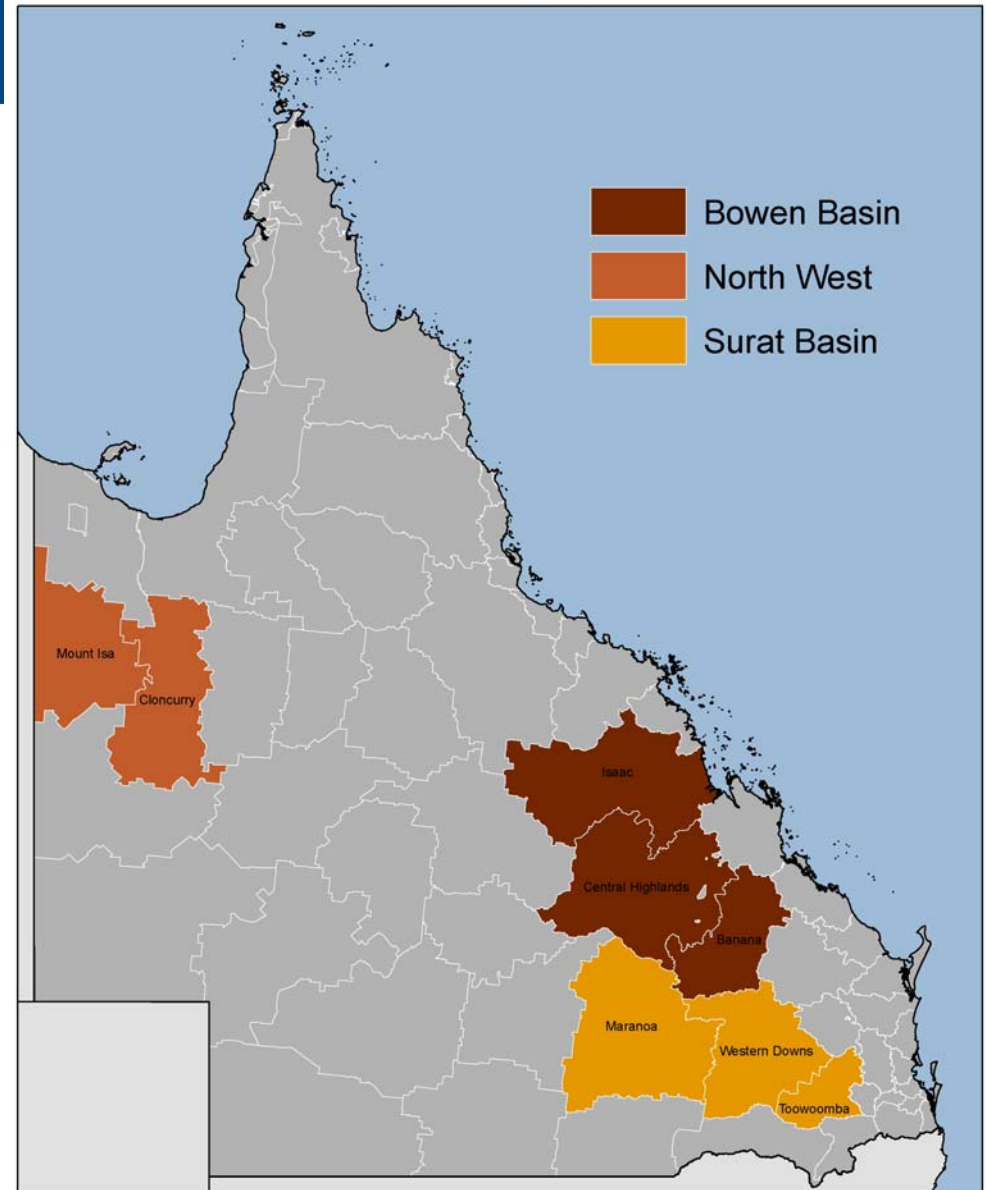 Bowen Basin
North West
Surat Basin
Mount Isa
Cloncurry
Isaac
Central Highlands
Banana
Maranoa
Western Downs
Toowoomba